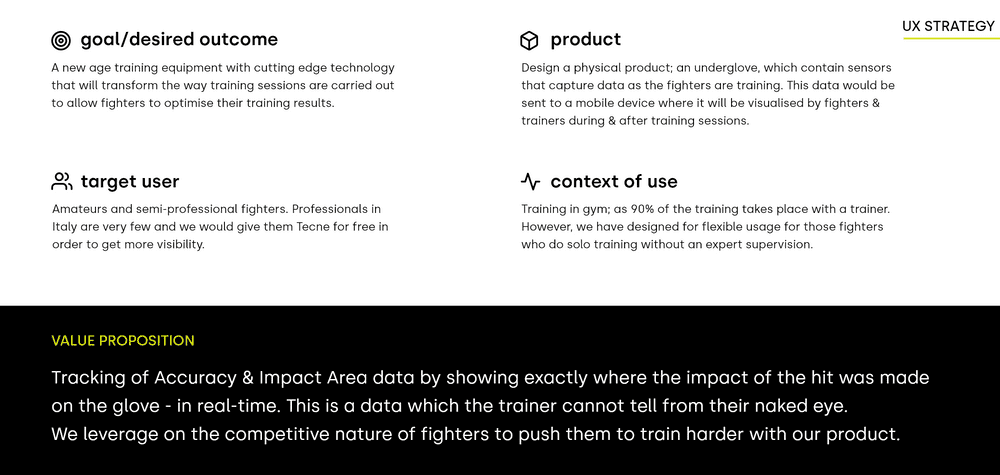 UX STRATEGY
goal/desired outcome
A new age training equipment with cutting edge technology
that will transform the way training sessions are carried out
to allow fighters to optimise their training results.
product
Design a physical product; an underglove, which contain sensors
that capture data as the fighters are training. This data would be
sent to a mobile device where it will be visualised by fighters &
trainers during & after training sessions.
target user
Amateurs and semi-professional fighters. Professionals in
Italy are very few and we would give them Tecne for free in
order to get more visibility.
context of use
Training in gym; as 90% of the training takes place with a trainer.
However, we have designed for flexible usage for those fighters
who do solo training without an expert supervision.
VALUE PROPOSITION
Tracking of Accuracy & Impact Area data by showing exactly where the impact of the hit was made
on the glove - in real-time. This is a data which the trainer cannot tell from their naked eye.
We leverage on the competitive nature of fighters to push them to train harder with our product.